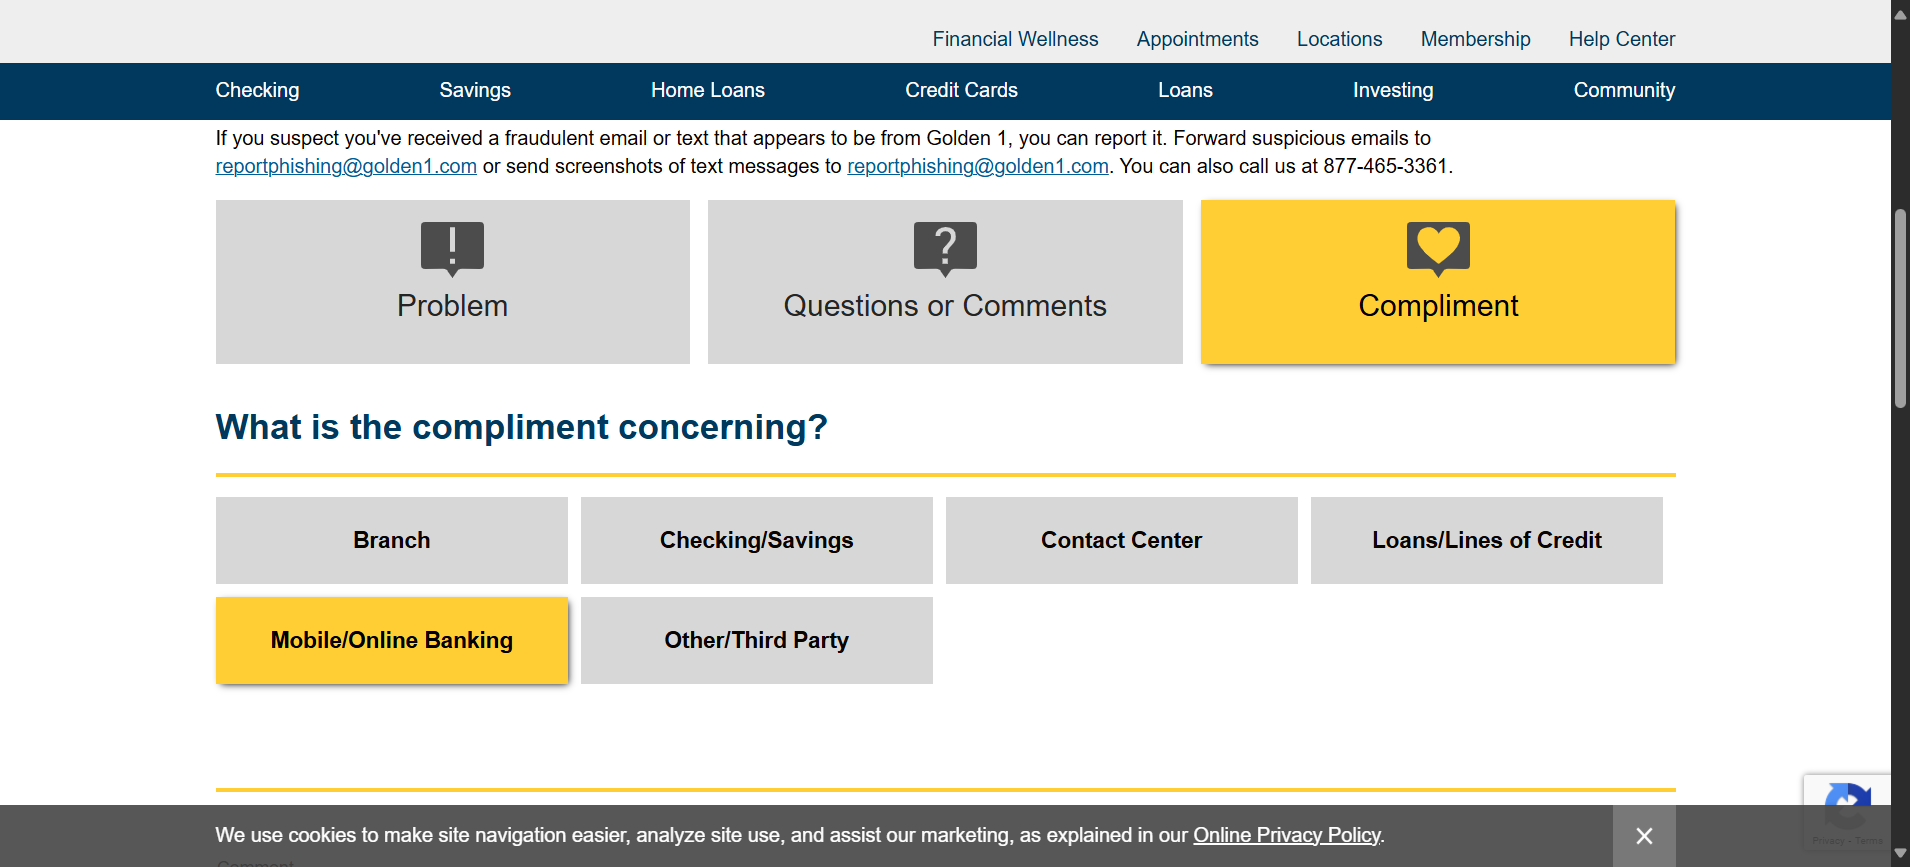 Financial Wellness Appointments Locations Membership Help Center
Checking Savings Home Loans Credit Cards Loans Investing Community
If you suspect you've received a fraudulent email or text that appears to be from Golden 1, you can report it. Forward suspicious emails to
reportphishing@golden1.com or send screenshots of text messages to reportphishing@golden1.com. You can also call us at 877-465-3361.
Problem
Questions or Comments
Compliment
What is the compliment concerning?
Branch Checking/Savings Contact Center Loans/Lines of Credit
Mobile/Online Banking Other/Third Party
We use cookies to make site navigation easier, analyze site use, and assist our marketing, as explained in our Online Privacy Policy.
Privacy - Terms
Comment